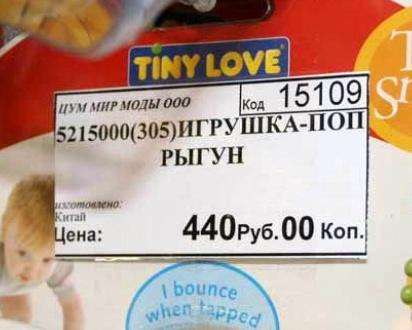 TINY LOVE
ЦУМ МИР МОДЫ ООО
Код 15109
5215000(305)ИГРУШКА-ПОП
РЫГУН
изготовлено:
Китай
Цена: 440Руб.00 Коп.
I bounce
when tapped